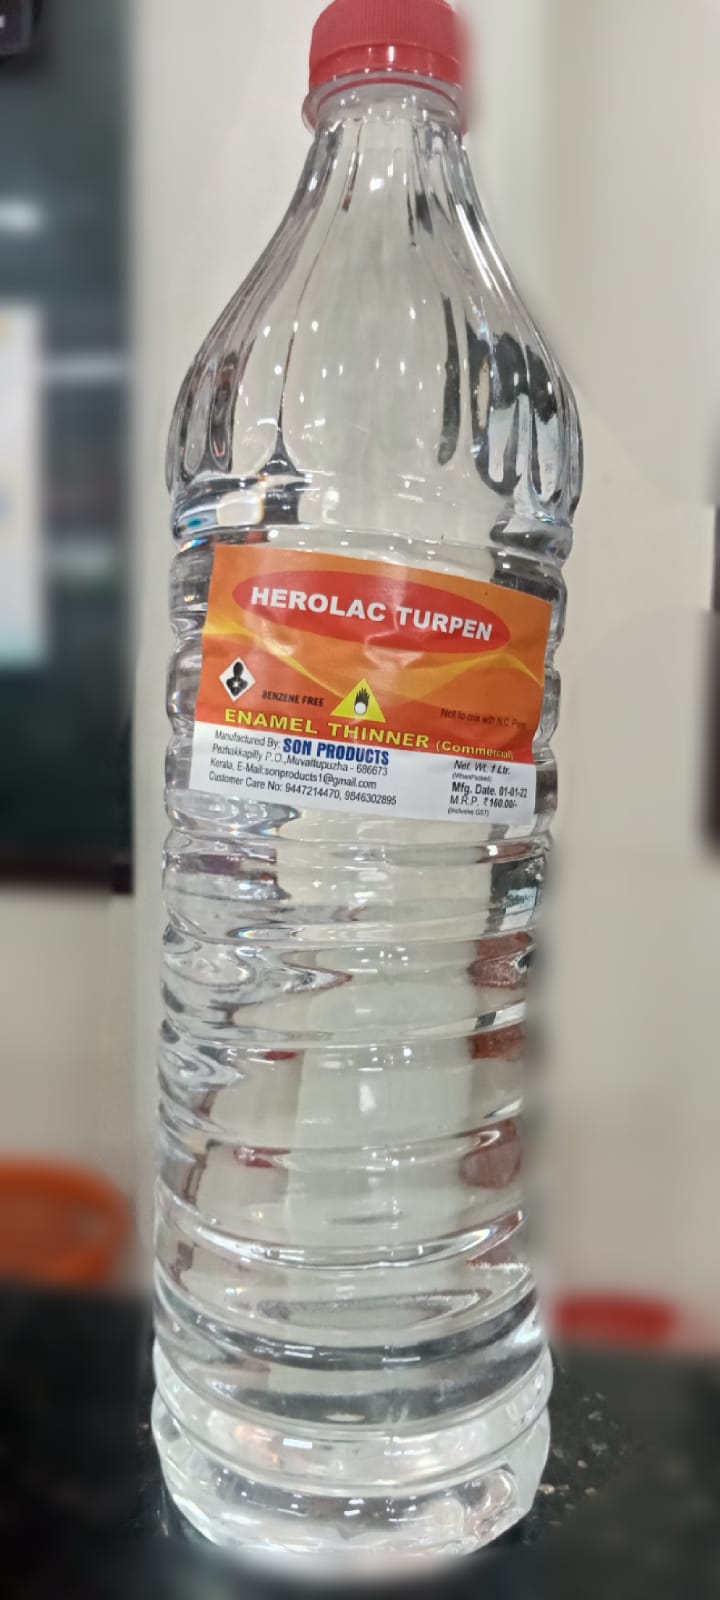 HEROLAC TURPEN
BENZENE FREE
Not to mix with N.C. Paint
ENAMEL THINNER (Commercial)
Manufactured By: SON PRODUCTS
Pezhakkapilly P.O.,Muvattupuzha - 686673
Kerala, E-Mail:sonproducts1@gmail.com
Customer Care No: 9447214470, 9846302895
Net. Wt. 1 Ltr.
(WhenPacked)
Mfg. Date. 01-01-22
M.R.P. ₹160.00/-
(Inclusive GST)